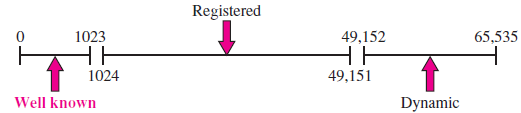 Registered
0 1023 49,152 65,535
1024 49,151
Well known Dynamic